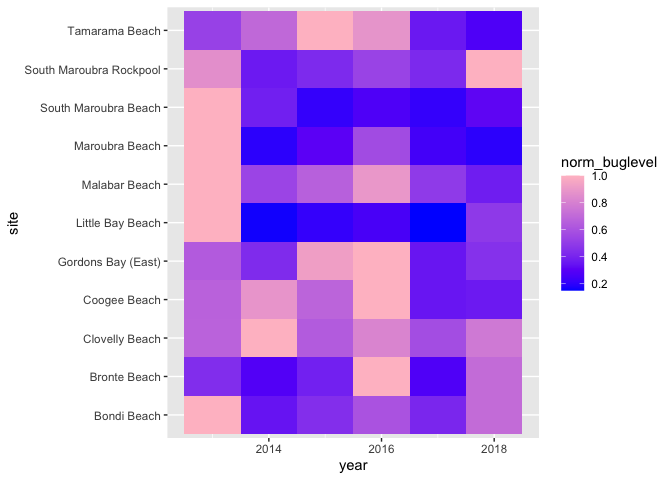 Tamarama Beach
South Maroubra Rockpool
South Maroubra Beach
Maroubra Beach
Malabar Beach
Little Bay Beach
Gordons Bay (East)
Coogee Beach
Clovelly Beach
Bronte Beach
Bondi Beach
site
2014
2016
2018
year
norm_buglevel
1.0
0.8
0.6
0.4
0.2